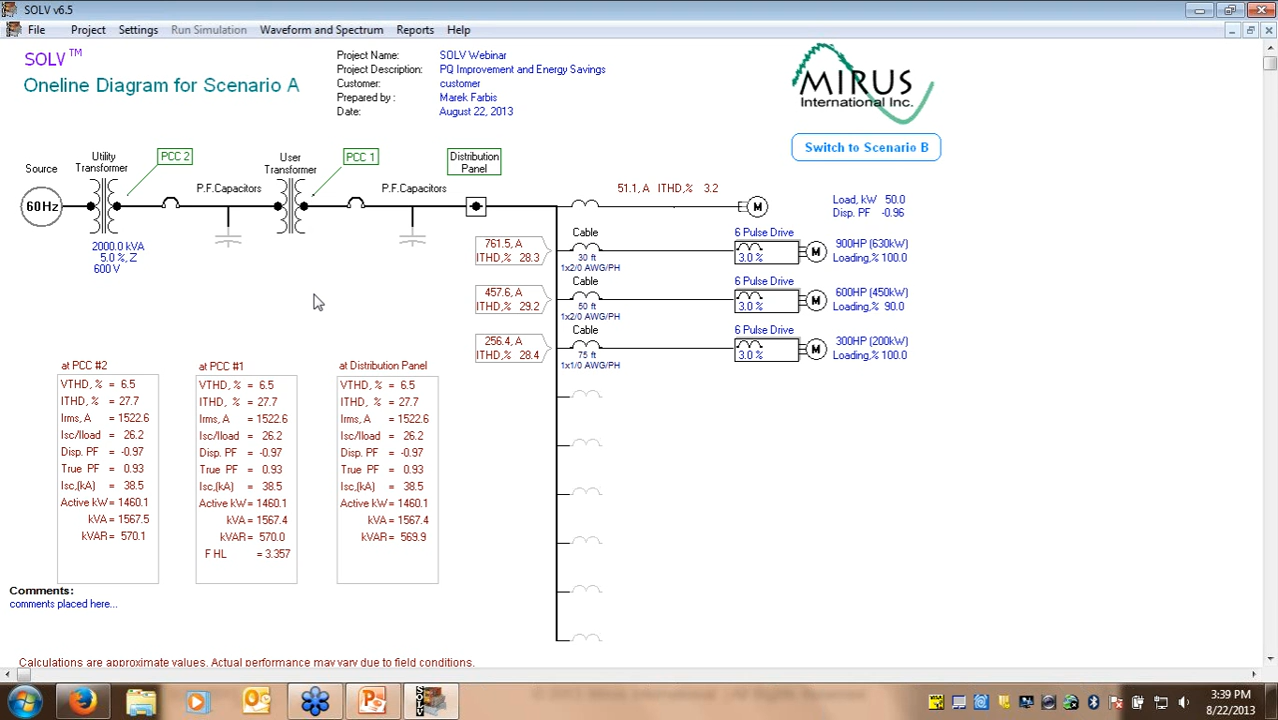 SOLV v6.5
File Project Settings Run Simulation Waveform and Spectrum Reports Help
SOLV TM
Oneline Diagram for Scenario A
Project Name: SOLV Webinar
Project Description: PQ Improvement and Energy Savings
Customer: customer
Prepared by : Marek Farbis
Date: August 22, 2013
MIRUS
International Inc.
Switch to Scenario B
Source
60Hz
Utility
Transformer
PCC 2
2000.0 kVA
5.0 %, Z
600 V
P.F.Capacitors
User
Transformer
PCC 1
P.F.Capacitors
Distribution
Panel
51.1, A ITHD,% 3.2
M
Load, kW 50.0
Disp. PF -0.96
761.5, A
ITHD,% 28.3
Cable
30 ft
1x2/0 AWG/PH
6 Pulse Drive
3.0 %
M
900HP (630kW)
Loading,% 100.0
457.6, A
ITHD,% 29.2
Cable
50 ft
1x2/0 AWG/PH
6 Pulse Drive
3.0 %
M
600HP (450kW)
Loading,% 90.0
256.4, A
ITHD,% 28.4
Cable
75 ft
1x1/0 AWG/PH
6 Pulse Drive
3.0 %
M
300HP (200kW)
Loading,% 100.0
at PCC #2
VTHD, % = 6.5
ITHD, % = 27.7
Irms, A = 1522.6
Isc/Iload = 26.2
Disp. PF = -0.97
True PF = 0.93
Isc,(kA) = 38.5
Active kW = 1460.1
kVA = 1567.5
kVAR = 570.1
at PCC #1
VTHD, % = 6.5
ITHD, % = 27.7
Irms, A = 1522.6
Isc/Iload = 26.2
Disp. PF = -0.97
True PF = 0.93
Isc,(kA) = 38.5
Active kW = 1460.1
kVA = 1567.4
kVAR = 570.0
F HL = 3.357
at Distribution Panel
VTHD, % = 6.5
ITHD, % = 27.7
Irms, A = 1522.6
Isc/Iload = 26.2
Disp. PF = -0.97
True PF = 0.93
Isc,(kA) = 38.5
Active kW = 1460.1
kVA = 1567.4
kVAR = 569.9
Comments:
comments placed here...
Calculations are approximate values. Actual performance may vary due to field conditions.
3:39 PM
8/22/2013